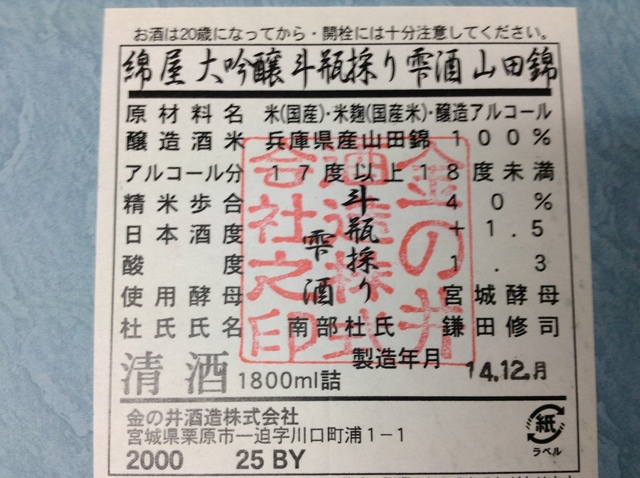 お酒は20歳になってから・開栓には十分注意してください。
綿屋 大吟醸 斗瓶採り雫酒 山田錦
原材料名 米(国産)・米麹(国産米)・醸造アルコール
醸造酒米 兵庫県産山田錦 100%
アルコール分 17度以上18度未満
精米歩合 40%
日本酒度 +1.5
酸度 1.3
使用酵母 宮城酵母
杜氏氏名 南部杜氏 鎌田修司
斗瓶採り
雫酒
金の井
酒造株式
会社之印
清酒 1800ml詰 製造年月 14.12.月
金の井酒造株式会社
宮城県栗原市一迫字川口町浦1-1
2000 25 BY
紙
ラベル